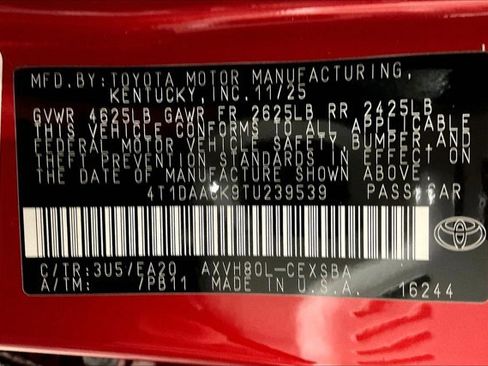 MFD.BY:TOYOTA MOTOR MANUFACTURING,
KENTUCKY, INC. 11/25
GVWR 4625LB GAWR FR 2625LB RR 2425LB
THIS VEHICLE CONFORMS TO ALL APPLICABLE
FEDERAL MOTOR VEHICLE SAFETY, BUMPER, AND
THEFT PREVENTION STANDARDS IN EFFECT ON
THE DATE OF MANUFACTURE SHOWN ABOVE.
4T1DAACK9TU239539 PASS CAR
C/TR:3U5/EA20 AXVH80L-CEXSBA
A/TM: 7PB11 MADE IN U.S.A. 16244